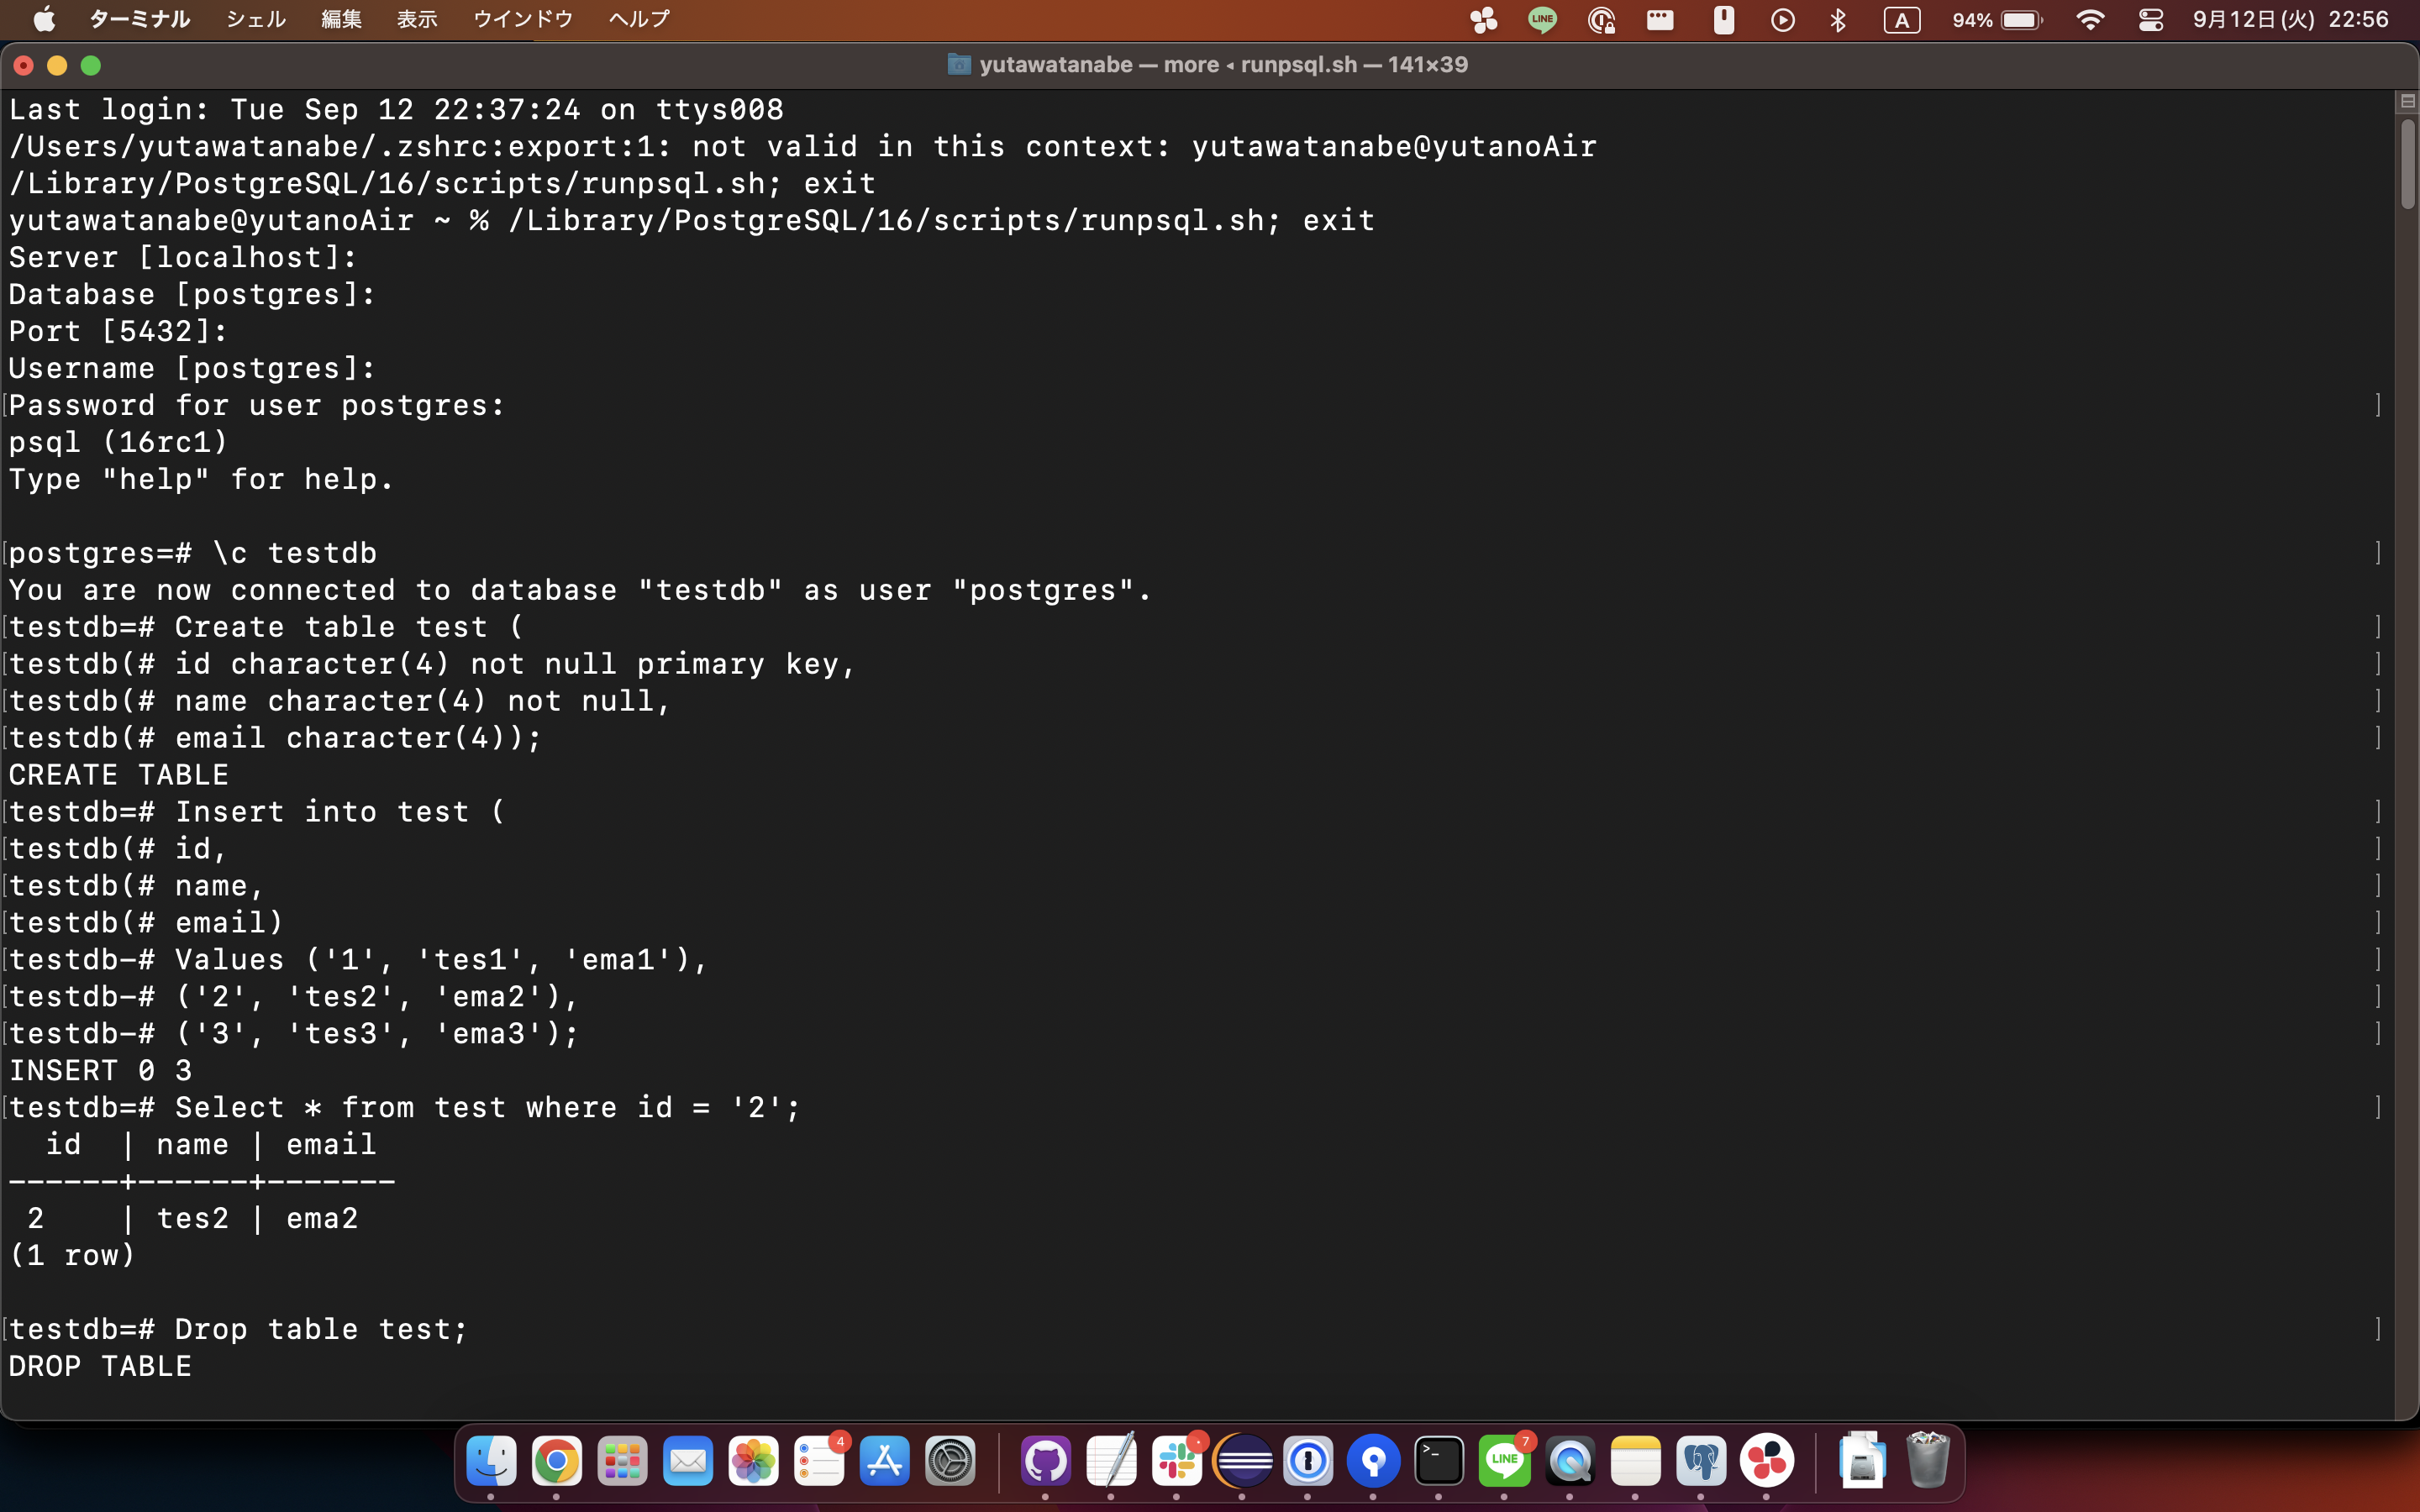 ターミナル シェル 編集 表示 ウインドウ ヘルプ LINE A 94% 9月12日(火) 22:56
yutawatanabe — more ◂ runpsql.sh — 141×39
Last login: Tue Sep 12 22:37:24 on ttys008
/Users/yutawatanabe/.zshrc:export:1: not valid in this context: yutawatanabe@yutanoAir
/Library/PostgreSQL/16/scripts/runpsql.sh; exit
yutawatanabe@yutanoAir ~ % /Library/PostgreSQL/16/scripts/runpsql.sh; exit
Server [localhost]:
Database [postgres]:
Port [5432]:
Username [postgres]:
[Password for user postgres: ]
psql (16rc1)
Type "help" for help.
[postgres=# \c testdb ]
You are now connected to database "testdb" as user "postgres".
[testdb=# Create table test ( ]
[testdb(# id character(4) not null primary key, ]
[testdb(# name character(4) not null, ]
[testdb(# email character(4)); ]
CREATE TABLE
[testdb=# Insert into test ( ]
[testdb(# id, ]
[testdb(# name, ]
[testdb(# email) ]
[testdb-# Values ('1', 'tes1', 'ema1'), ]
[testdb-# ('2', 'tes2', 'ema2'), ]
[testdb-# ('3', 'tes3', 'ema3'); ]
INSERT 0 3
[testdb=# Select * from test where id = '2'; ]
id | name | email
------+------+-------
2 | tes2 | ema2
(1 row)
[testdb=# Drop table test; ]
DROP TABLE
4 >_ LINE 7